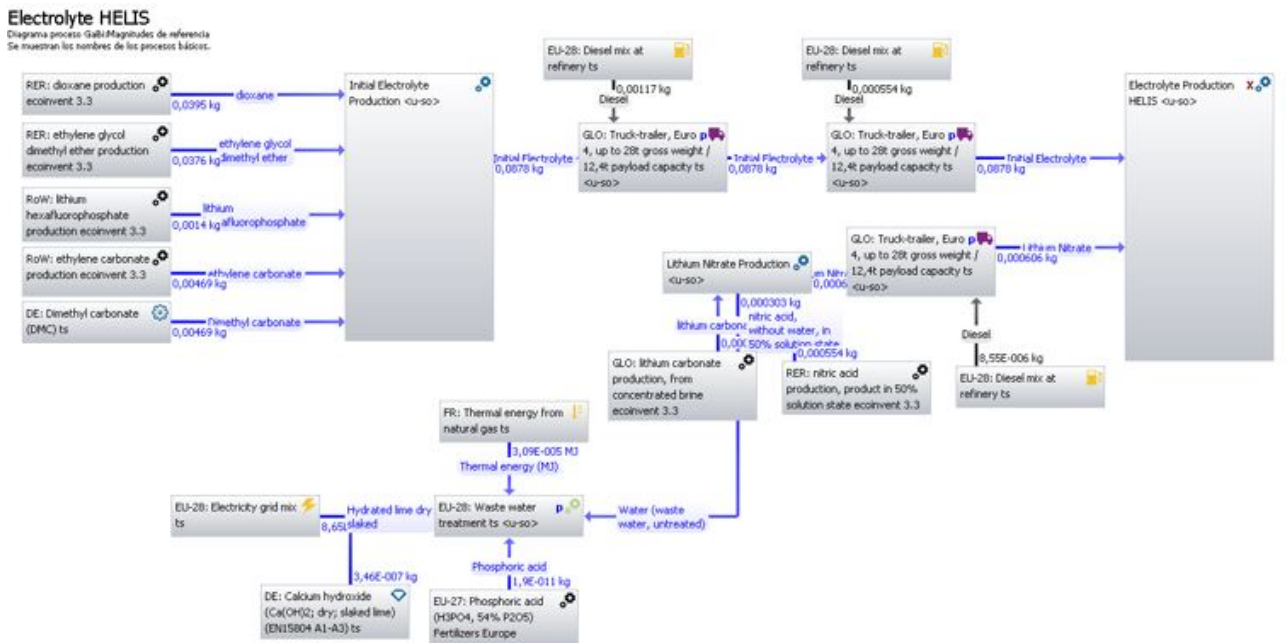 Electrolyte HELIS
Diagrama proceso GaBi:Magnitudes de referencia
Se muestran los nombres de los procesos básicos.
RER: dioxane production
ecoinvent 3.3
0,0395 kg
dioxane
RER: ethylene glycol
dimethyl ether production
ecoinvent 3.3
0,0376 kg
ethylene glycol
dimethyl ether
RoW: lithium
hexafluorophosphate
production ecoinvent 3.3
0,0014 kg
lithium
afluorophosphate
RoW: ethylene carbonate
production ecoinvent 3.3
0,00469 kg
ethylene carbonate
DE: Dimethyl carbonate
(DMC) ts
0,00469 kg
Dimethyl carbonate
Initial Electrolyte
Production <u-so>
Initial Electrolyte
0,0878 kg
EU-28: Diesel mix at
refinery ts
0,00117 kg
Diesel
GLO: Truck-trailer, Euro p
4, up to 28t gross weight /
12,4t payload capacity ts
<u-so>
Initial Electrolyte
0,0878 kg
EU-28: Diesel mix at
refinery ts
0,000554 kg
Diesel
GLO: Truck-trailer, Euro p
4, up to 28t gross weight /
12,4t payload capacity ts
<u-so>
Initial Electrolyte
0,0878 kg
Electrolyte Production X
HELIS <u-so>
GLO: Truck-trailer, Euro p
4, up to 28t gross weight /
12,4t payload capacity ts
<u-so>
Lithium Nitrate
0,000606 kg
Lithium Nitrate Production
<u-so>
0,000303 kg
nitric acid,
without water, in
50% solution state
0,000554 kg
Diesel
8,55E-006 kg
EU-28: Diesel mix at
refinery ts
GLO: lithium carbonate
production, from
concentrated brine
ecoinvent 3.3
RER: nitric acid
production, product in 50%
solution state ecoinvent 3.3
FR: Thermal energy from
natural gas ts
3,09E-005 MJ
Thermal energy (MJ)
EU-28: Electricity grid mix
ts
Hydrated lime dry
slaked
EU-28: Waste water p
treatment ts <u-so>
Water (waste
water, untreated)
Phosphoric acid
1,9E-011 kg
3,46E-007 kg
DE: Calcium hydroxide
(Ca(OH)2; dry; slaked lime)
(EN15804 A1-A3) ts
EU-27: Phosphoric acid
(H3PO4, 54% P2O5)
Fertilizers Europe